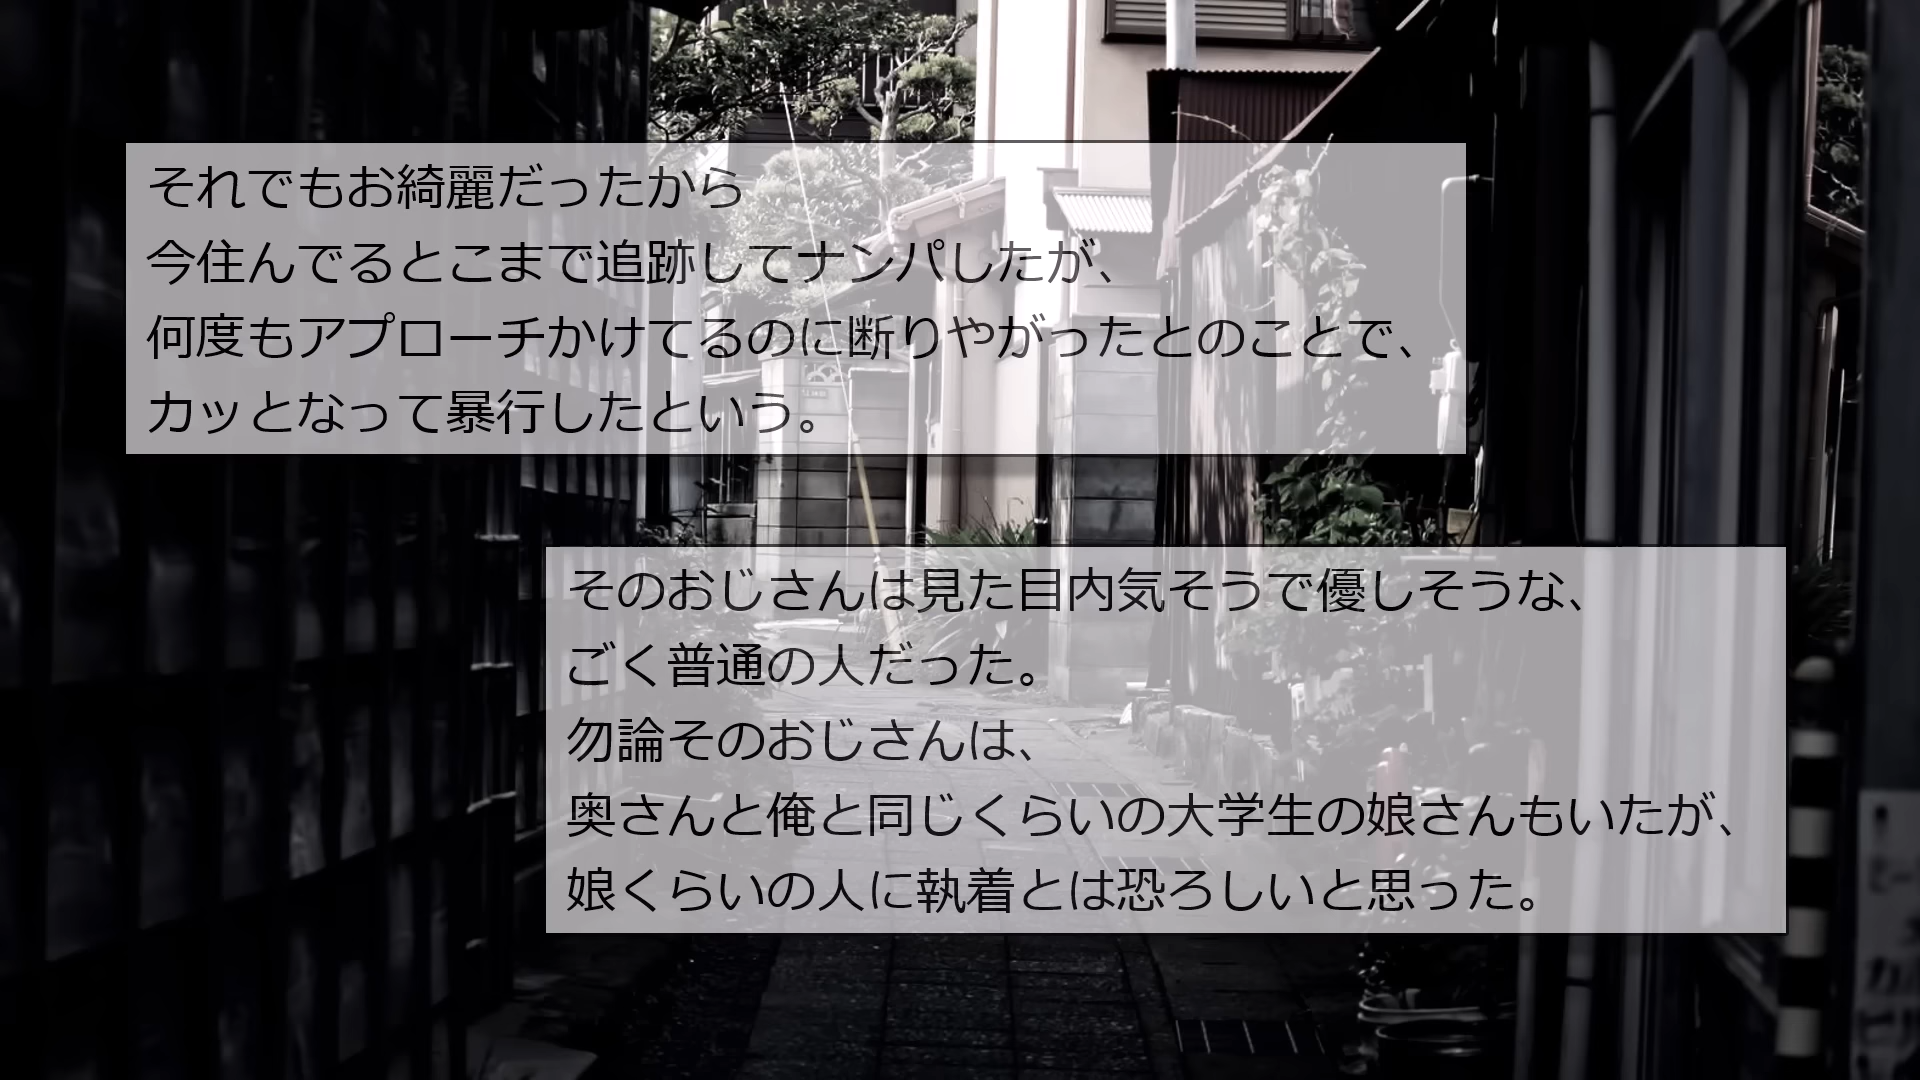 それでもお綺麗だったから
今住んでるとこまで追跡してナンパしたが、
何度もアプローチかけてるのに断りやがったとのことで、
カッとなって暴行したという。
そのおじさんは見た目内気そうで優しそうな、
ごく普通の人だった。
勿論そのおじさんは、
奥さんと俺と同じくらいの大学生の娘さんもいたが、
娘くらいの人に執着とは恐ろしいと思った。